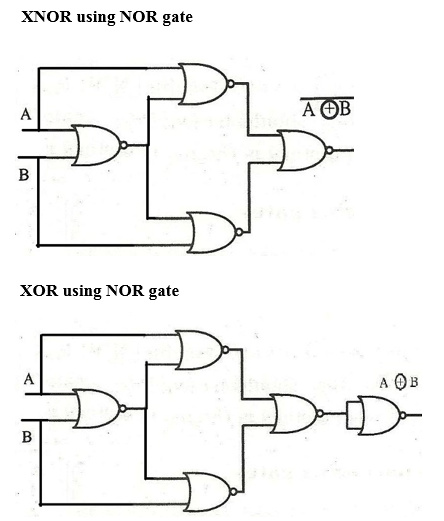 XNOR using NOR gate
A
B
A ⊕ B
XOR using NOR gate
A
B
A ⊕ B